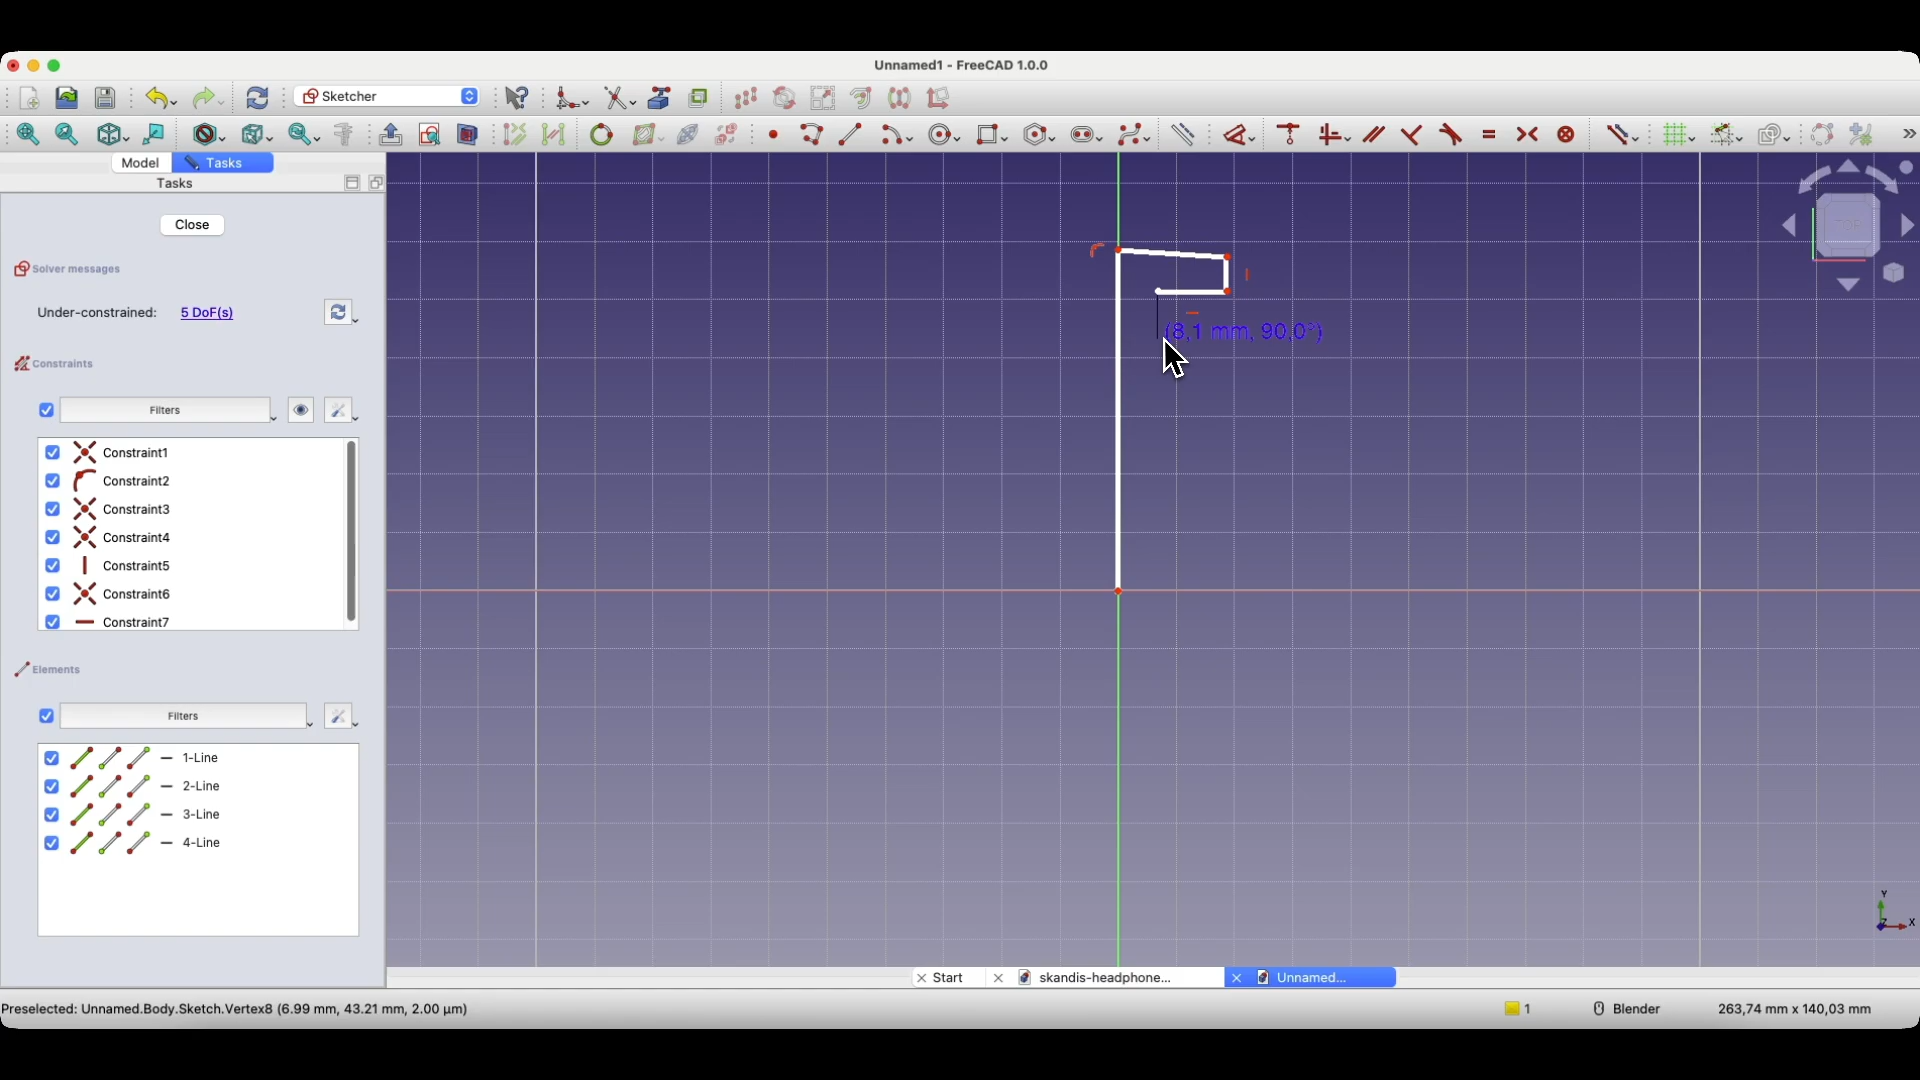 Unnamed1 - FreeCAD 1.0.0
Sketcher
Model
Tasks
Tasks
Close
Solver messages
Under-constrained:
5 DoF(s)
Constraints
Filters
Constraint1
Constraint2
Constraint3
Constraint4
Constraint5
Constraint6
Constraint7
Elements
Filters
1-Line
2-Line
3-Line
4-Line
(8,1 mm, 90,0°)
TOP
Y
Z
X
Start
skandis-headphone...
Unnamed...
Preselected: Unnamed.Body.Sketch.Vertex8 (6.99 mm, 43.21 mm, 2.00 µm)
1
Blender
263,74 mm x 140,03 mm